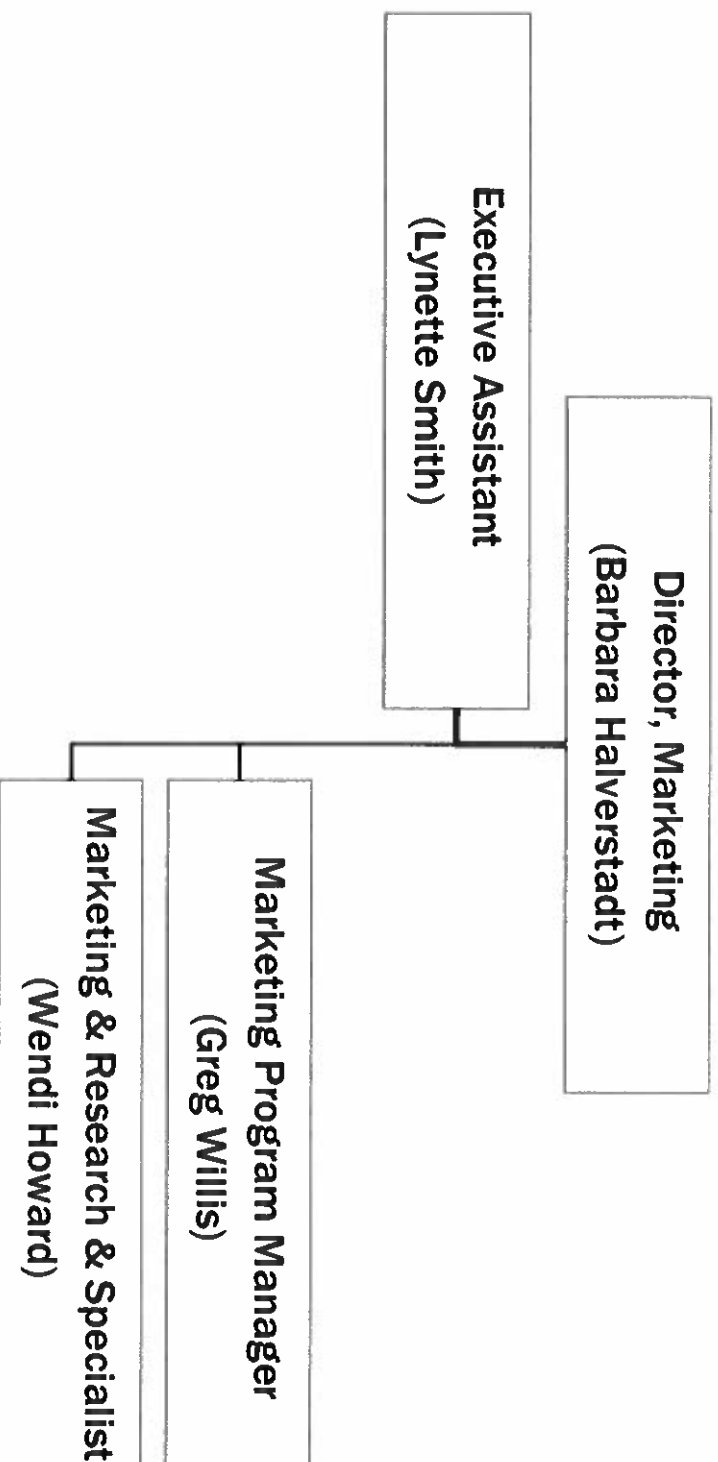 Director, Marketing
(Barbara Halverstadt)
Executive Assistant
(Lynette Smith)
Marketing Program Manager
(Greg Willis)
Marketing & Research & Specialist
(Wendi Howard)